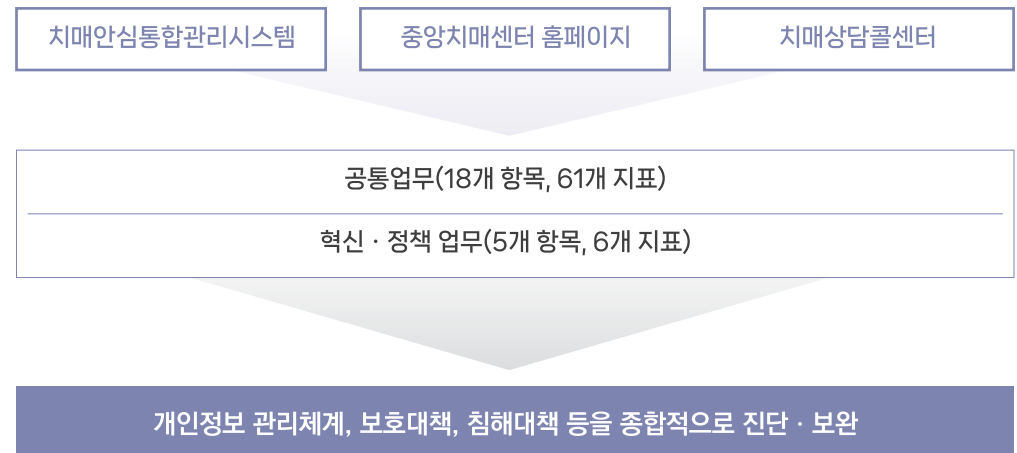 치매안심통합관리시스템
중앙치매센터 홈페이지
치매상담콜센터
공통업무(18개 항목, 61개 지표)
혁신 · 정책 업무(5개 항목, 6개 지표)
개인정보 관리체계, 보호대책, 침해대책 등을 종합적으로 진단 · 보완